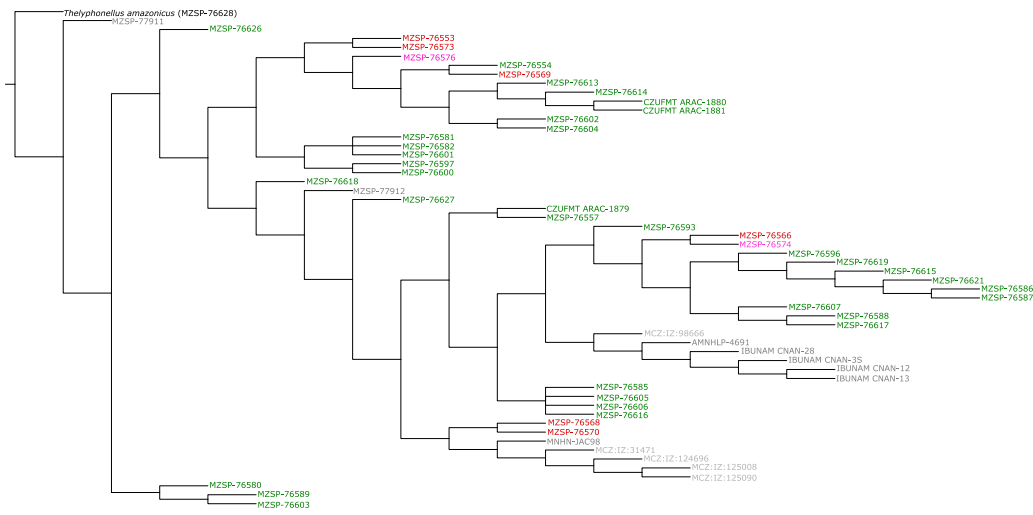 Thelyphonellus amazonicus (MZSP-76628)
MZSP-77911
MZSP-76626
MZSP-76553
MZSP-76573
MZSP-76576
MZSP-76554
MZSP-76569
MZSP-76613
MZSP-76614
CZUFMT ARAC-1880
CZUFMT ARAC-1881
MZSP-76602
MZSP-76604
MZSP-76581
MZSP-76582
MZSP-76601
MZSP-76597
MZSP-76600
MZSP-76618
MZSP-77912
MZSP-76627
CZUFMT ARAC-1879
MZSP-76557
MZSP-76593
MZSP-76566
MZSP-76574
MZSP-76596
MZSP-76619
MZSP-76615
MZSP-76621
MZSP-76586
MZSP-76587
MZSP-76607
MZSP-76588
MZSP-76617
MCZ:IZ:98666
AMNHLP-4691
IBUNAM CNAN-28
IBUNAM CNAN-3S
IBUNAM CNAN-12
IBUNAM CNAN-13
MZSP-76585
MZSP-76605
MZSP-76606
MZSP-76616
MZSP-76568
MZSP-76570
MNHN-JAC98
MCZ:IZ:31471
MCZ:IZ:124696
MCZ:IZ:125008
MCZ:IZ:125090
MZSP-76580
MZSP-76589
MZSP-76603